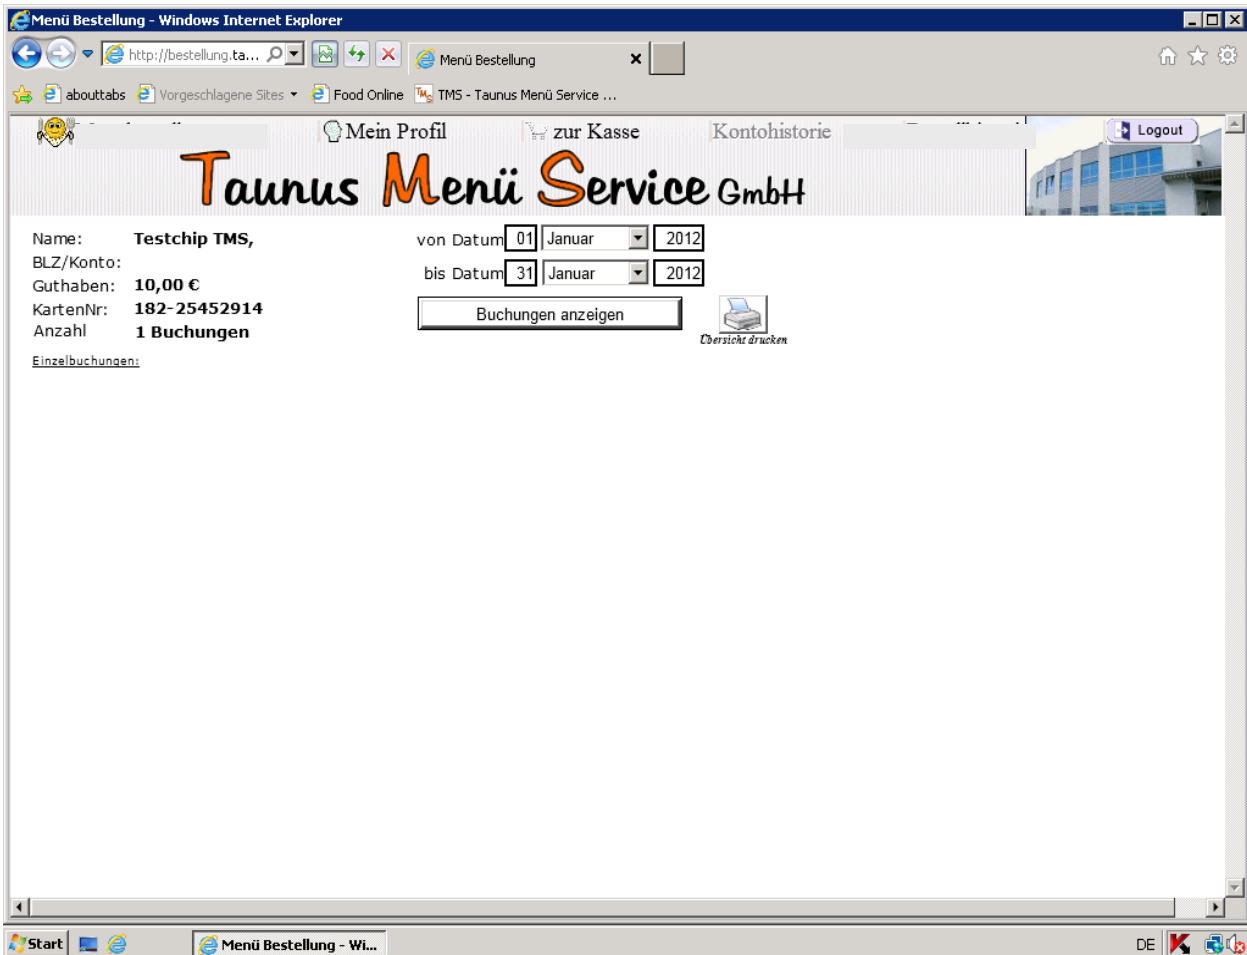 Menü Bestellung - Windows Internet Explorer
http://bestellung.ta...
Menü Bestellung
abouttabs Vorgeschlagene Sites Food Online TMS - Taunus Menü Service ...
Mein Profil zur Kasse Kontohistorie Logout
Taunus Menü Service GmbH
Name: Testchip TMS,
BLZ/Konto:
Guthaben: 10,00 €
KartenNr: 182-25452914
Anzahl 1 Buchungen
Einzelbuchungen:
von Datum 01 Januar 2012
bis Datum 31 Januar 2012
Buchungen anzeigen
Übersicht drucken
Start Menü Bestellung - Wi... DE